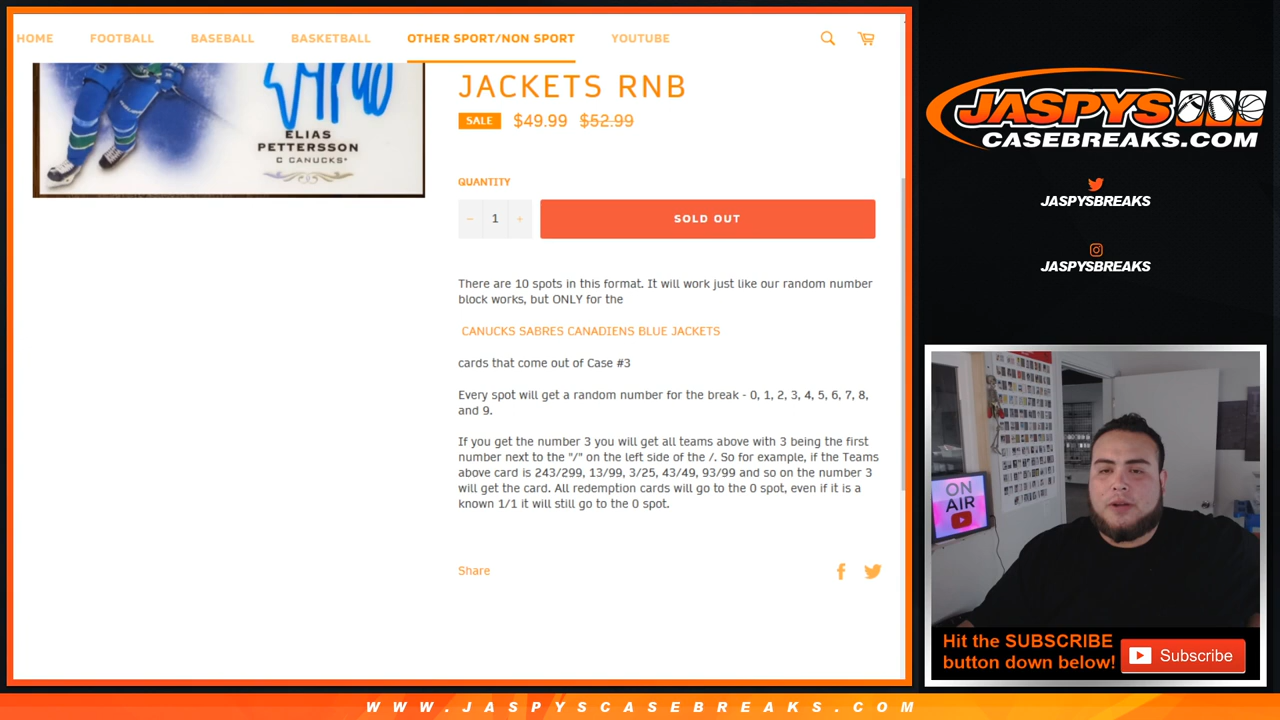 HOME FOOTBALL BASEBALL BASKETBALL OTHER SPORT/NON SPORT YOUTUBE
ELIAS
PETTERSSON
C CANUCKS
JACKETS RNB
SALE $49.99 $52.99
QUANTITY
− 1 +
SOLD OUT
There are 10 spots in this format. It will work just like our random number
block works, but ONLY for the
CANUCKS SABRES CANADIENS BLUE JACKETS
cards that come out of Case #3
Every spot will get a random number for the break - 0, 1, 2, 3, 4, 5, 6, 7, 8,
and 9.
If you get the number 3 you will get all teams above with 3 being the first
number next to the "/" on the left side of the /. So for example, if the Teams
above card is 243/299, 13/99, 3/25, 43/49, 93/99 and so on the number 3
will get the card. All redemption cards will go to the 0 spot, even if it is a
known 1/1 it will still go to the 0 spot.
Share
JASPYS
CASEBREAKS.COM
JASPYSBREAKS
JASPYSBREAKS
ON
AIR
Hit the SUBSCRIBE
button down below!
Subscribe
WWW.JASPYSCASEBREAKS.COM